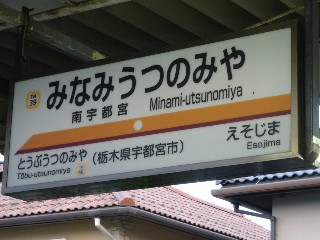 TN
39
みなみうつのみや
南宇都宮
Minami-utsunomiya
とうぶうつのみや
Tōbu-utsunomiya
(栃木県宇都宮市)
えそじま
Esojima